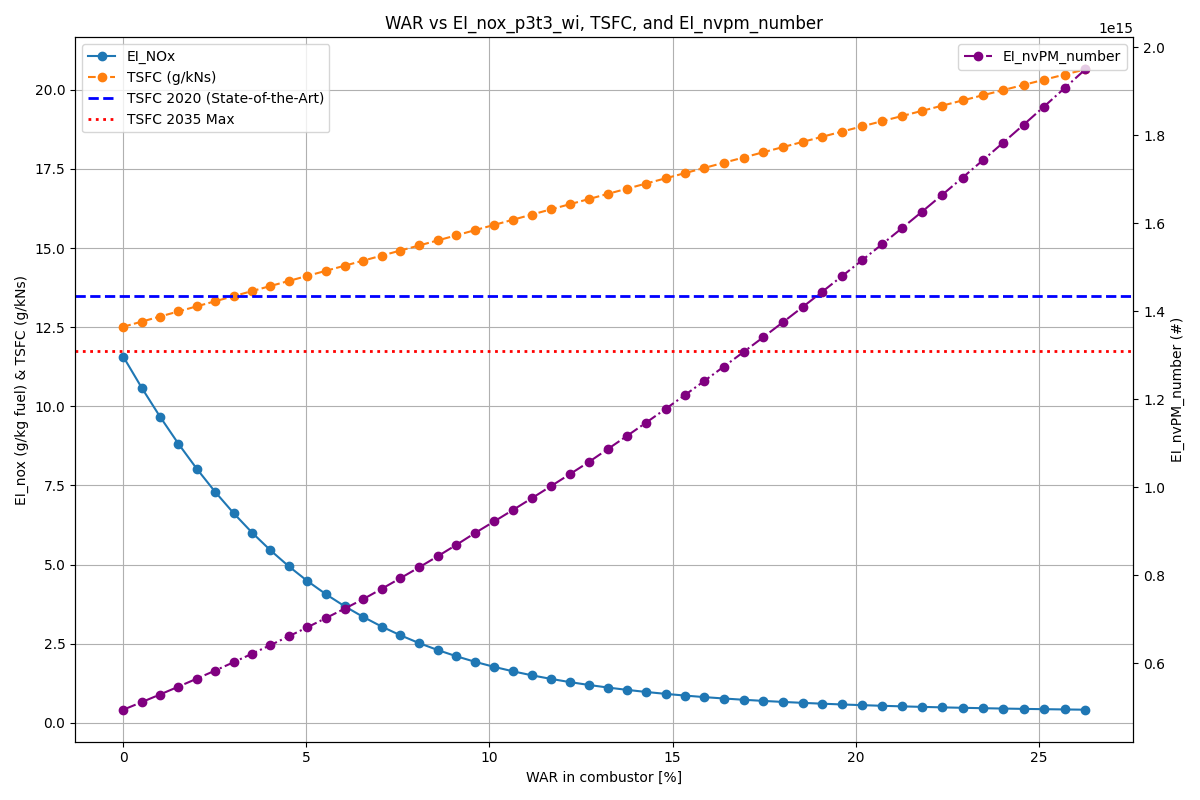 WAR vs EI_nox_p3t3_wi, TSFC, and EI_nvpm_number
1e15
EI_NOx
TSFC (g/kNs)
TSFC 2020 (State-of-the-Art)
TSFC 2035 Max
EI_nvPM_number
EI_nox (g/kg fuel) & TSFC (g/kNs)
20.0
17.5
15.0
12.5
10.0
7.5
5.0
2.5
0.0
2.0
1.8
1.6
1.4
1.2
1.0
0.8
0.6
EI_nvPM_number (#)
0 5 10 15 20 25
WAR in combustor [%]